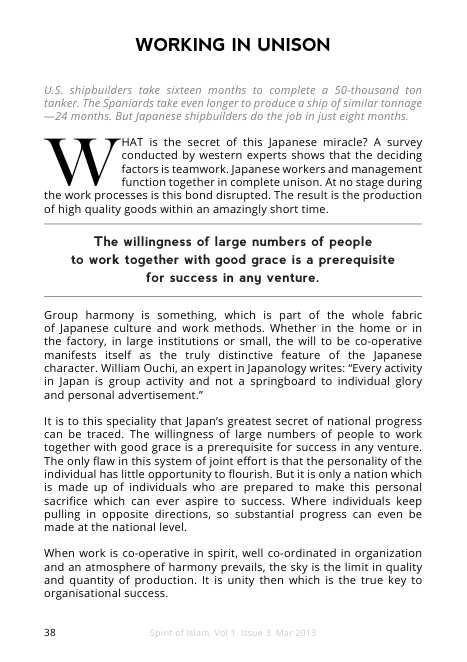 WORKING IN UNISON
U.S. shipbuilders take sixteen months to complete a 50-thousand ton
tanker. The Spaniards take even longer to produce a ship of similar tonnage
—24 months. But Japanese shipbuilders do the job in just eight months.
WHAT is the secret of this Japanese miracle? A survey
conducted by western experts shows that the deciding
factors is teamwork. Japanese workers and management
function together in complete unison. At no stage during
the work processes is this bond disrupted. The result is the production
of high quality goods within an amazingly short time.
The willingness of large numbers of people
to work together with good grace is a prerequisite
for success in any venture.
Group harmony is something, which is part of the whole fabric
of Japanese culture and work methods. Whether in the home or in
the factory, in large institutions or small, the will to be co-operative
manifests itself as the truly distinctive feature of the Japanese
character. William Ouchi, an expert in Japanology writes: “Every activity
in Japan is group activity and not a springboard to individual glory
and personal advertisement.”
It is to this speciality that Japan’s greatest secret of national progress
can be traced. The willingness of large numbers of people to work
together with good grace is a prerequisite for success in any venture.
The only flaw in this system of joint effort is that the personality of the
individual has little opportunity to flourish. But it is only a nation which
is made up of individuals who are prepared to make this personal
sacrifice which can ever aspire to success. Where individuals keep
pulling in opposite directions, so substantial progress can even be
made at the national level.
When work is co-operative in spirit, well co-ordinated in organization
and an atmosphere of harmony prevails, the sky is the limit in quality
and quantity of production. It is unity then which is the true key to
organisational success.
38 Spirit of Islam Vol 1 Issue 3 Mar 2013